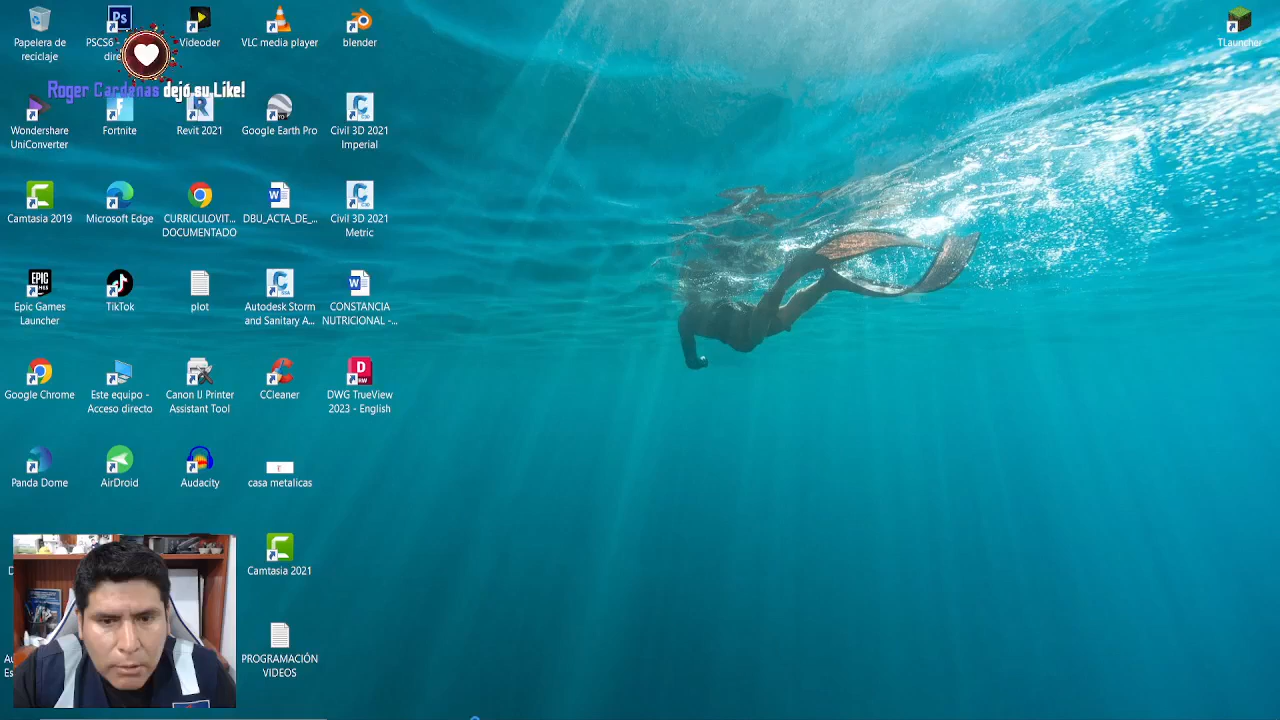 Papelera de
reciclaje
Ps
PSCS6 -
dire
Videoder
VLC media player
blender
TLauncher
Roger Cardenas dejó su Like!
Wondershare
UniConverter
Fortnite
Revit 2021
Google Earth Pro
Civil 3D 2021
Imperial
Camtasia 2019
Microsoft Edge
CURRICULOVIT...
DOCUMENTADO
DBU_ACTA_DE_...
Civil 3D 2021
Metric
EPIC
Epic Games
Launcher
TikTok
plot
Autodesk Storm
and Sanitary A...
CONSTANCIA
NUTRICIONAL -...
Google Chrome
Este equipo -
Acceso directo
Canon IJ Printer
Assistant Tool
CCleaner
DWG TrueView
2023 - English
Panda Dome
AirDroid
Audacity
casa metalicas
Camtasia 2021
PROGRAMACIÓN
VIDEOS